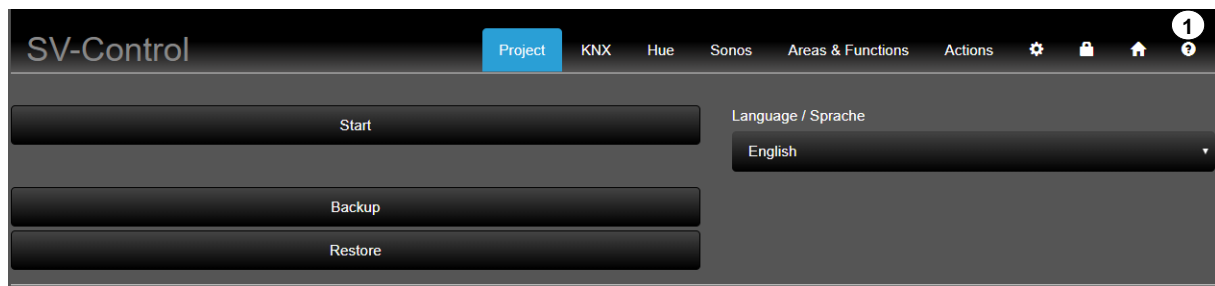 1
SV-Control Project KNX Hue Sonos Areas & Functions Actions ?
Start
Language / Sprache
English
Backup
Restore